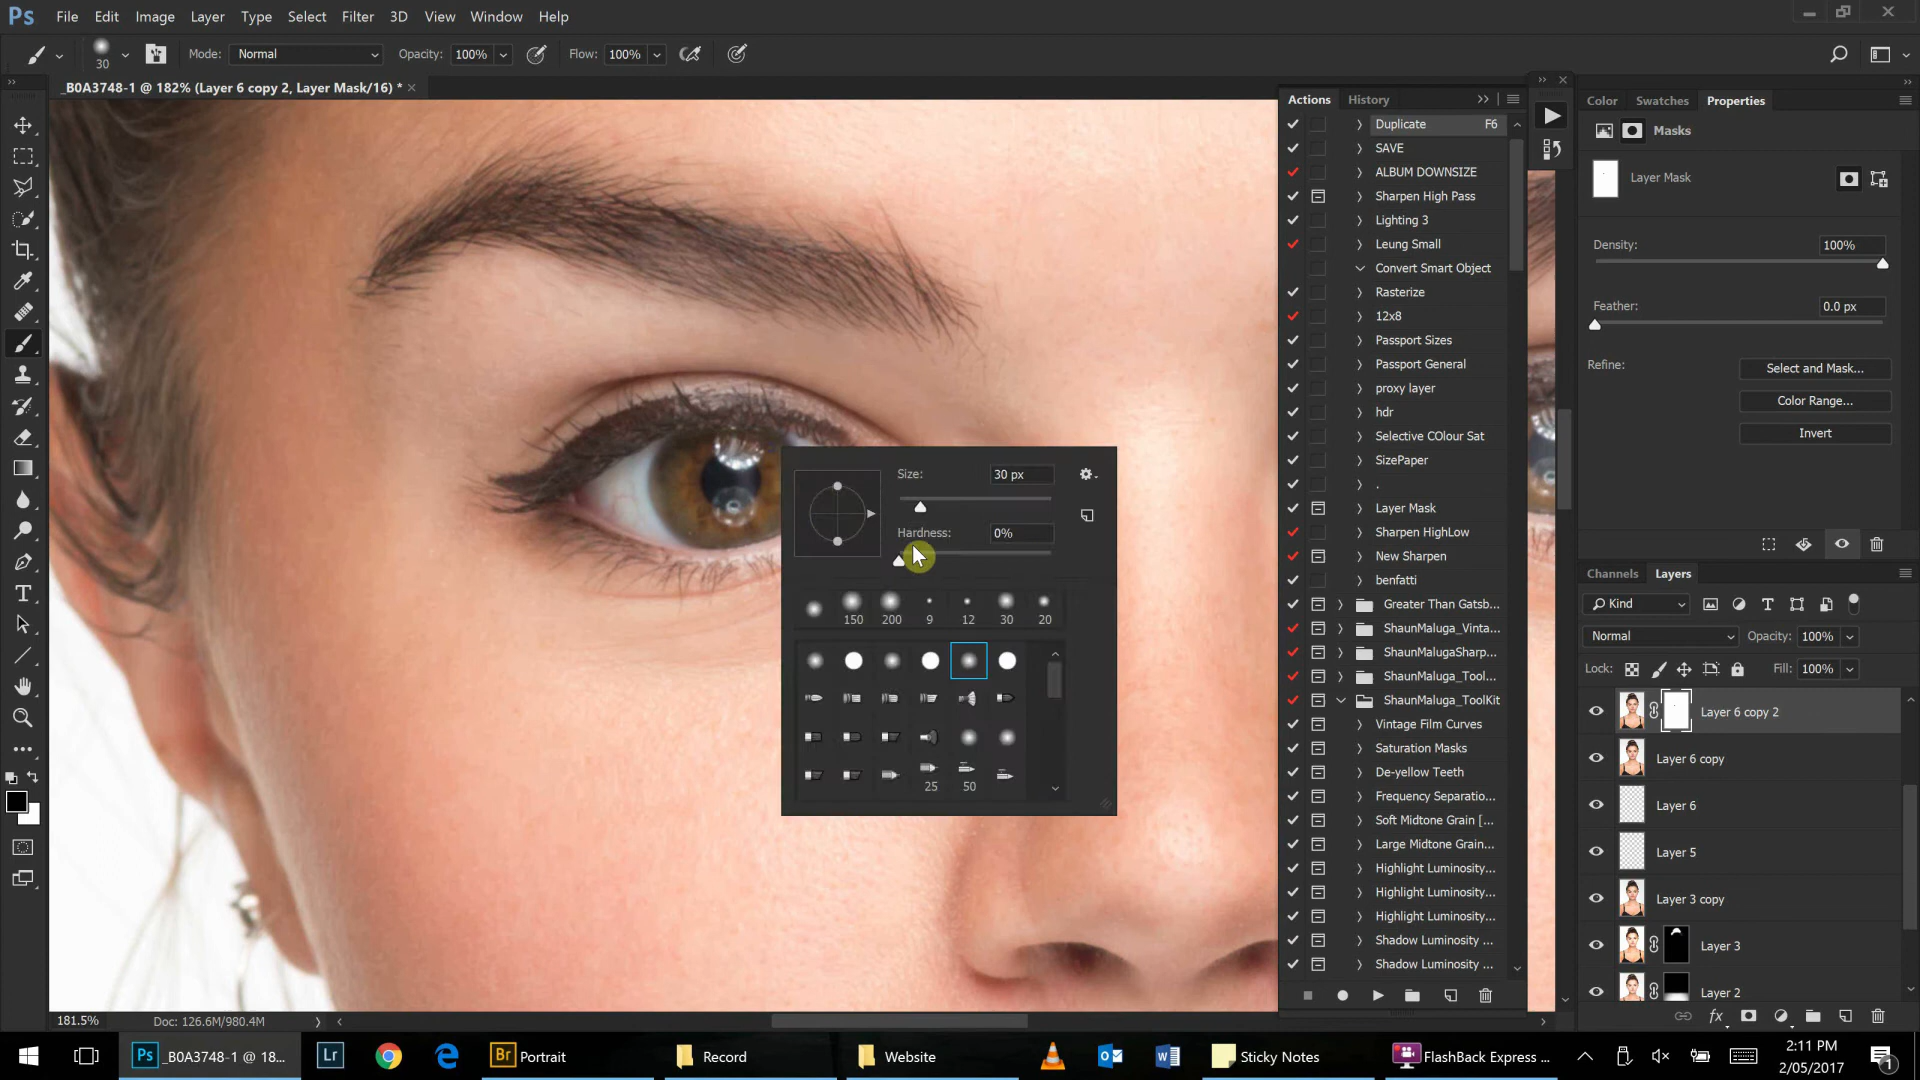 Ps File Edit Image Layer Type Select Filter 3D View Window Help
30 Mode: Normal Opacity: 100% Flow: 100%
_B0A3748-1 @ 182% (Layer 6 copy 2, Layer Mask/16) *
Actions History
Duplicate F6
SAVE
ALBUM DOWNSIZE
Sharpen High Pass
Lighting 3
Leung Small
Convert Smart Object
Rasterize
12x8
Passport Sizes
Passport General
proxy layer
hdr
Selective COlour Sat
SizePaper
.
Layer Mask
Sharpen HighLow
New Sharpen
benfatti
Greater Than Gatsb...
ShaunMaluga_Vinta...
ShaunMalugaSharp...
ShaunMaluga_Tool...
ShaunMaluga_ToolKit
Vintage Film Curves
Saturation Masks
De-yellow Teeth
Frequency Separatio...
Soft Midtone Grain [...
Large Midtone Grain...
Highlight Luminosity...
Highlight Luminosity...
Highlight Luminosity...
Shadow Luminosity ...
Shadow Luminosity ...
Size: 30 px
Hardness: 0%
150 200 9 12 30 20
25 50
Color Swatches Properties
Masks
Layer Mask
Density: 100%
Feather: 0.0 px
Refine: Select and Mask...
Color Range...
Invert
Channels Layers
Kind
Normal Opacity: 100%
Lock: Fill: 100%
Layer 6 copy 2
Layer 6 copy
Layer 6
Layer 5
Layer 3 copy
Layer 3
Layer 2
fx
181.5% Doc: 126.6M/980.4M
Ps _B0A3748-1 @ 18... Lr Br Portrait Record Website Sticky Notes FlashBack Express ... 2:11 PM
2/05/2017
1